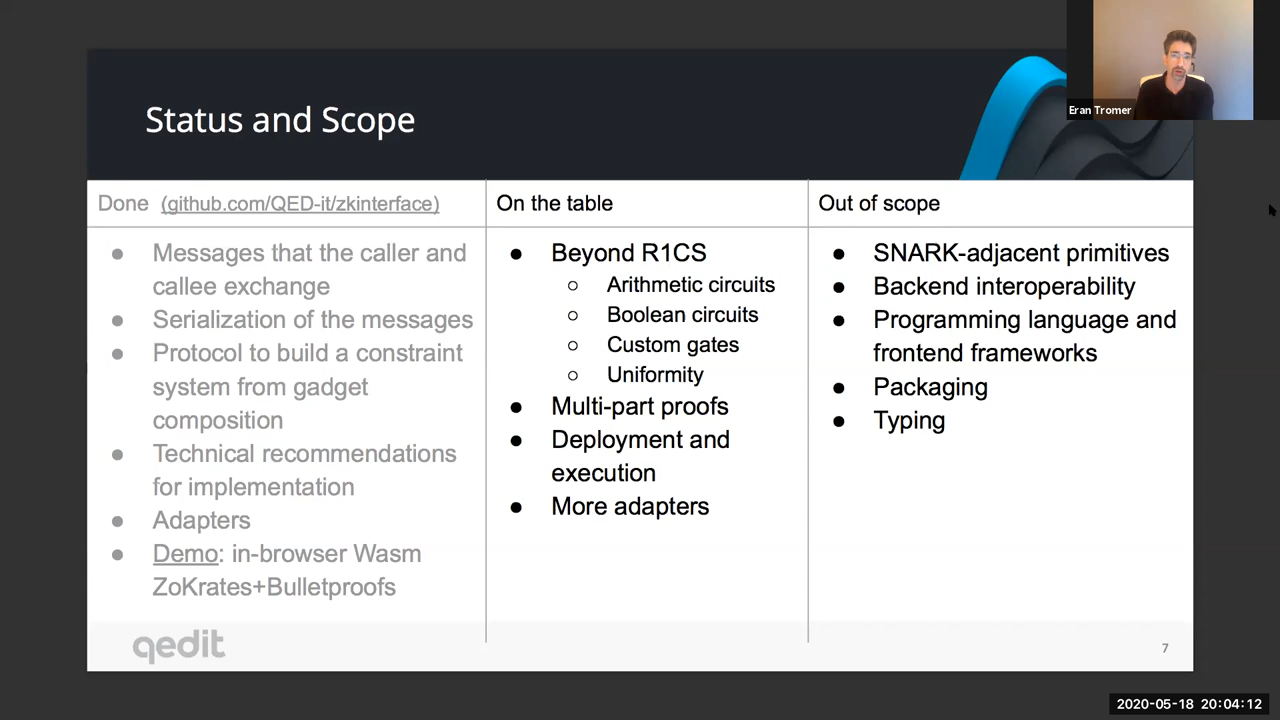 Status and Scope
Eran Tromer
Done (github.com/QED-it/zkinterface)
● Messages that the caller and
callee exchange
● Serialization of the messages
● Protocol to build a constraint
system from gadget
composition
● Technical recommendations
for implementation
● Adapters
● Demo: in-browser Wasm
ZoKrates+Bulletproofs
On the table
● Beyond R1CS
○ Arithmetic circuits
○ Boolean circuits
○ Custom gates
○ Uniformity
● Multi-part proofs
● Deployment and
execution
● More adapters
Out of scope
● SNARK-adjacent primitives
● Backend interoperability
● Programming language and
frontend frameworks
● Packaging
● Typing
qedit
7
2020-05-18 20:04:12